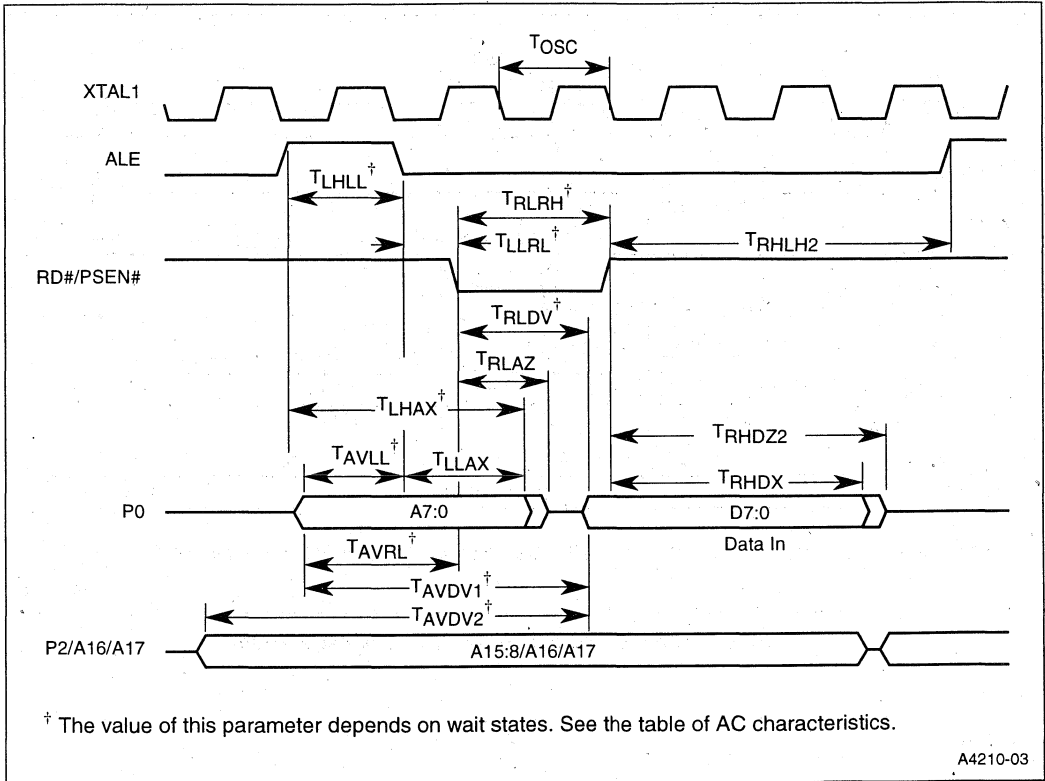 TOSC
XTAL1
ALE
TLHLL†
TRLRH†
TLLRL†
TRHLH2
RD#/PSEN#
TRLDV†
TRLAZ
TLHAX†
TRHDZ2
TAVLL†
TLLAX
TRHDX
P0
A7:0
D7:0
Data In
TAVRL†
TAVDV1†
TAVDV2†
P2/A16/A17
A15:8/A16/A17
† The value of this parameter depends on wait states. See the table of AC characteristics.
A4210-03